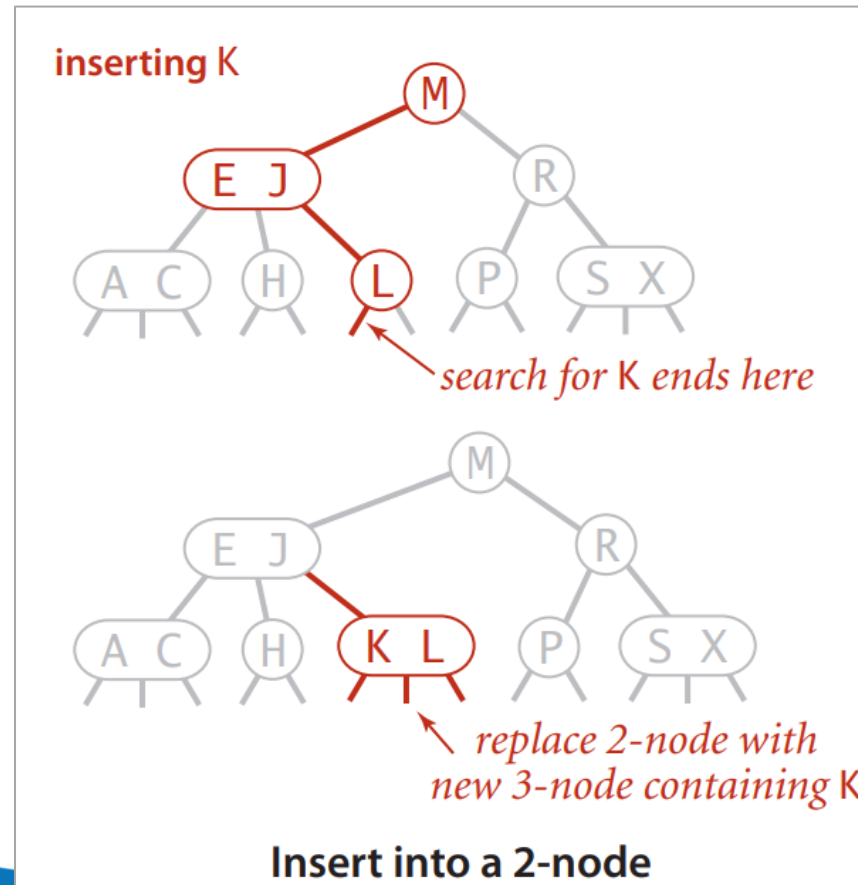 inserting K
M
E J
R
A C
H
L
P
S X
search for K ends here
M
E J
R
A C
H
K L
P
S X
replace 2-node with
new 3-node containing K
Insert into a 2-node